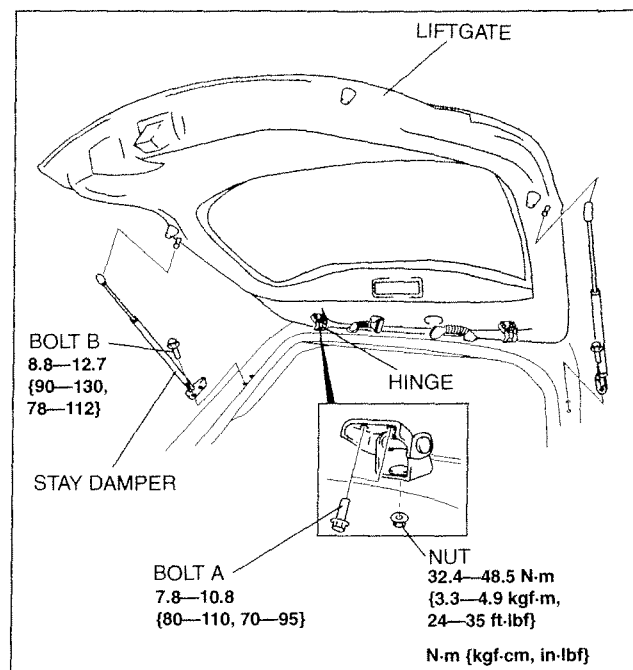 LIFTGATE
BOLT B
8.8—12.7
{90—130,
78—112}
HINGE
STAY DAMPER
BOLT A
7.8—10.8
{80—110, 70—95}
NUT
32.4—48.5 N·m
{3.3—4.9 kgf·m,
24—35 ft·lbf}
N·m {kgf·cm, in·lbf}